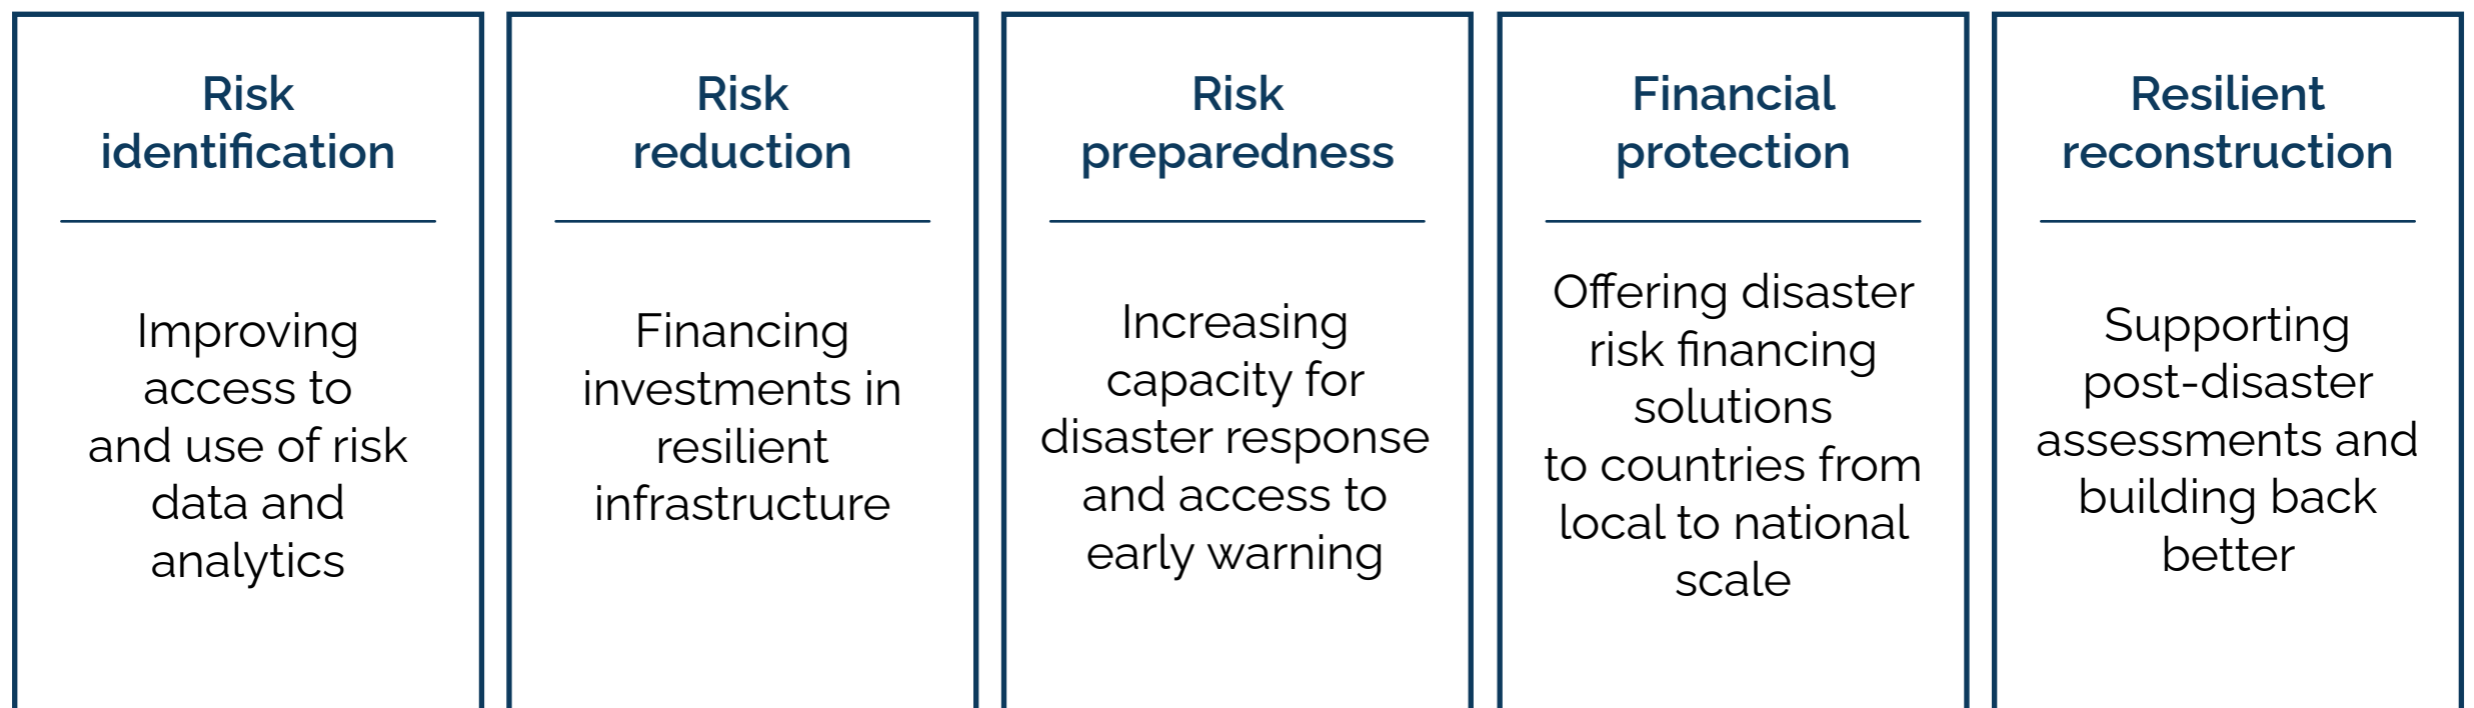 Risk
identification
Improving
access to
and use of risk
data and
analytics
Risk
reduction
Financing
investments in
resilient
infrastructure
Risk
preparedness
Increasing
capacity for
disaster response
and access to
early warning
Financial
protection
Offering disaster
risk financing
solutions
to countries from
local to national
scale
Resilient
reconstruction
Supporting
post-disaster
assessments and
building back
better